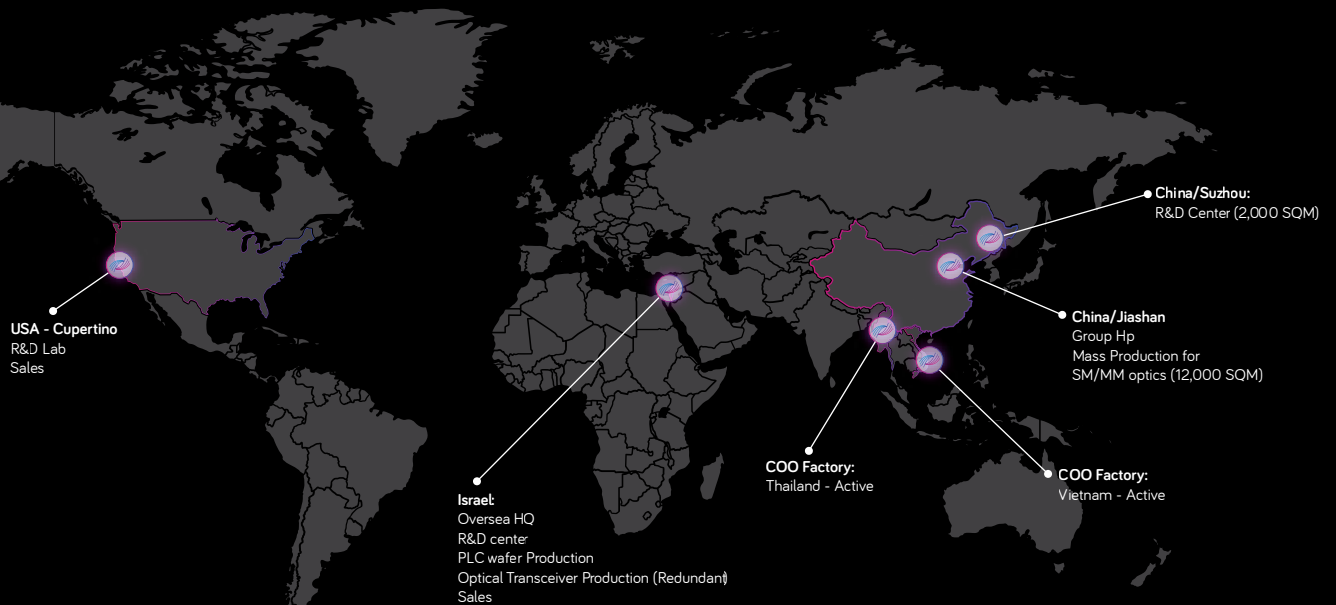 China/Suzhou:
R&D Center (2,000 SQM)
USA - Cupertino
R&D Lab
Sales
China/Jiashan
Group Hp
Mass Production for
SM/MM optics (12,000 SQM)
COO Factory:
Thailand - Active
COO Factory:
Vietnam - Active
Israel:
Oversea HQ
R&D center
PLC wafer Production
Optical Transceiver Production (Redundant)
Sales